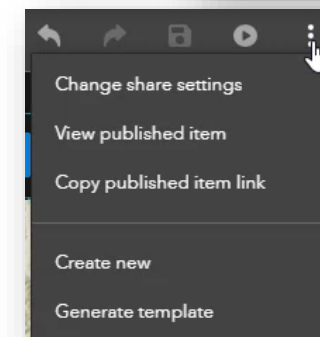 Change share settings
View published item
Copy published item link
Create new
Generate template